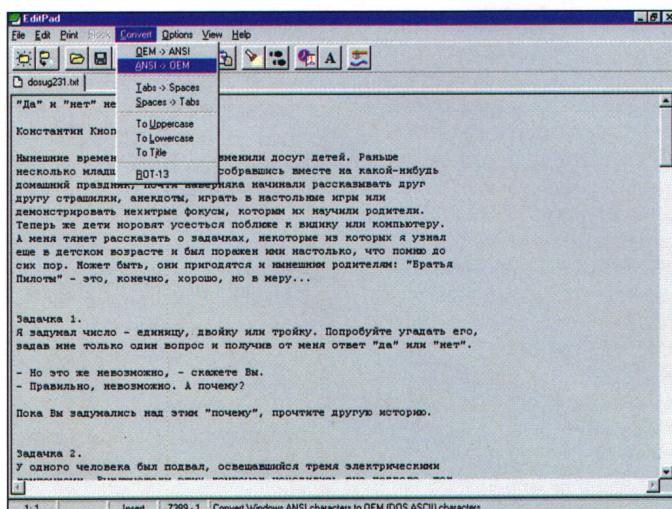 EditPad
File Edit Print Block Convert Options View Help
OEM -> ANSI
ANSI -> OEM
Tabs -> Spaces
Spaces -> Tabs
To Uppercase
To Lowercase
To Title
ROT-13
dosug231.txt
"Да" и "нет" не
Константин Кноп
Нынешние времен изменили досуг детей. Раньше
несколько младш собравшись вместе на какой-нибудь
домашний праздник, почти наверняка начинали рассказывать друг
другу страшилки, анекдоты, играть в настольные игры или
демонстрировать нехитрые фокусы, которым их научили родители.
Теперь же дети норовят усесться поближе к видику или компьютеру.
А меня тянет рассказать о задачках, некоторые из которых я узнал
еще в детском возрасте и был поражен ими настолько, что помню до
сих пор. Может быть, они пригодятся и нынешним родителям: "Братья
Пилоты" - это, конечно, хорошо, но в меру...
Задачка 1.
Я задумал число - единицу, двойку или тройку. Попробуйте угадать его,
задав мне только один вопрос и получив от меня ответ "да" или "нет".
- Но это же невозможно, - скажете Вы.
- Правильно, невозможно. А почему?
Пока Вы задумались над этим "почему", прочтите другую историю.
Задачка 2.
У одного человека был подвал, освещавшийся тремя электрическими
1: 1 Insert 7299 - 1 Convert Windows ANSI characters to OEM (DOS ASCII) characters